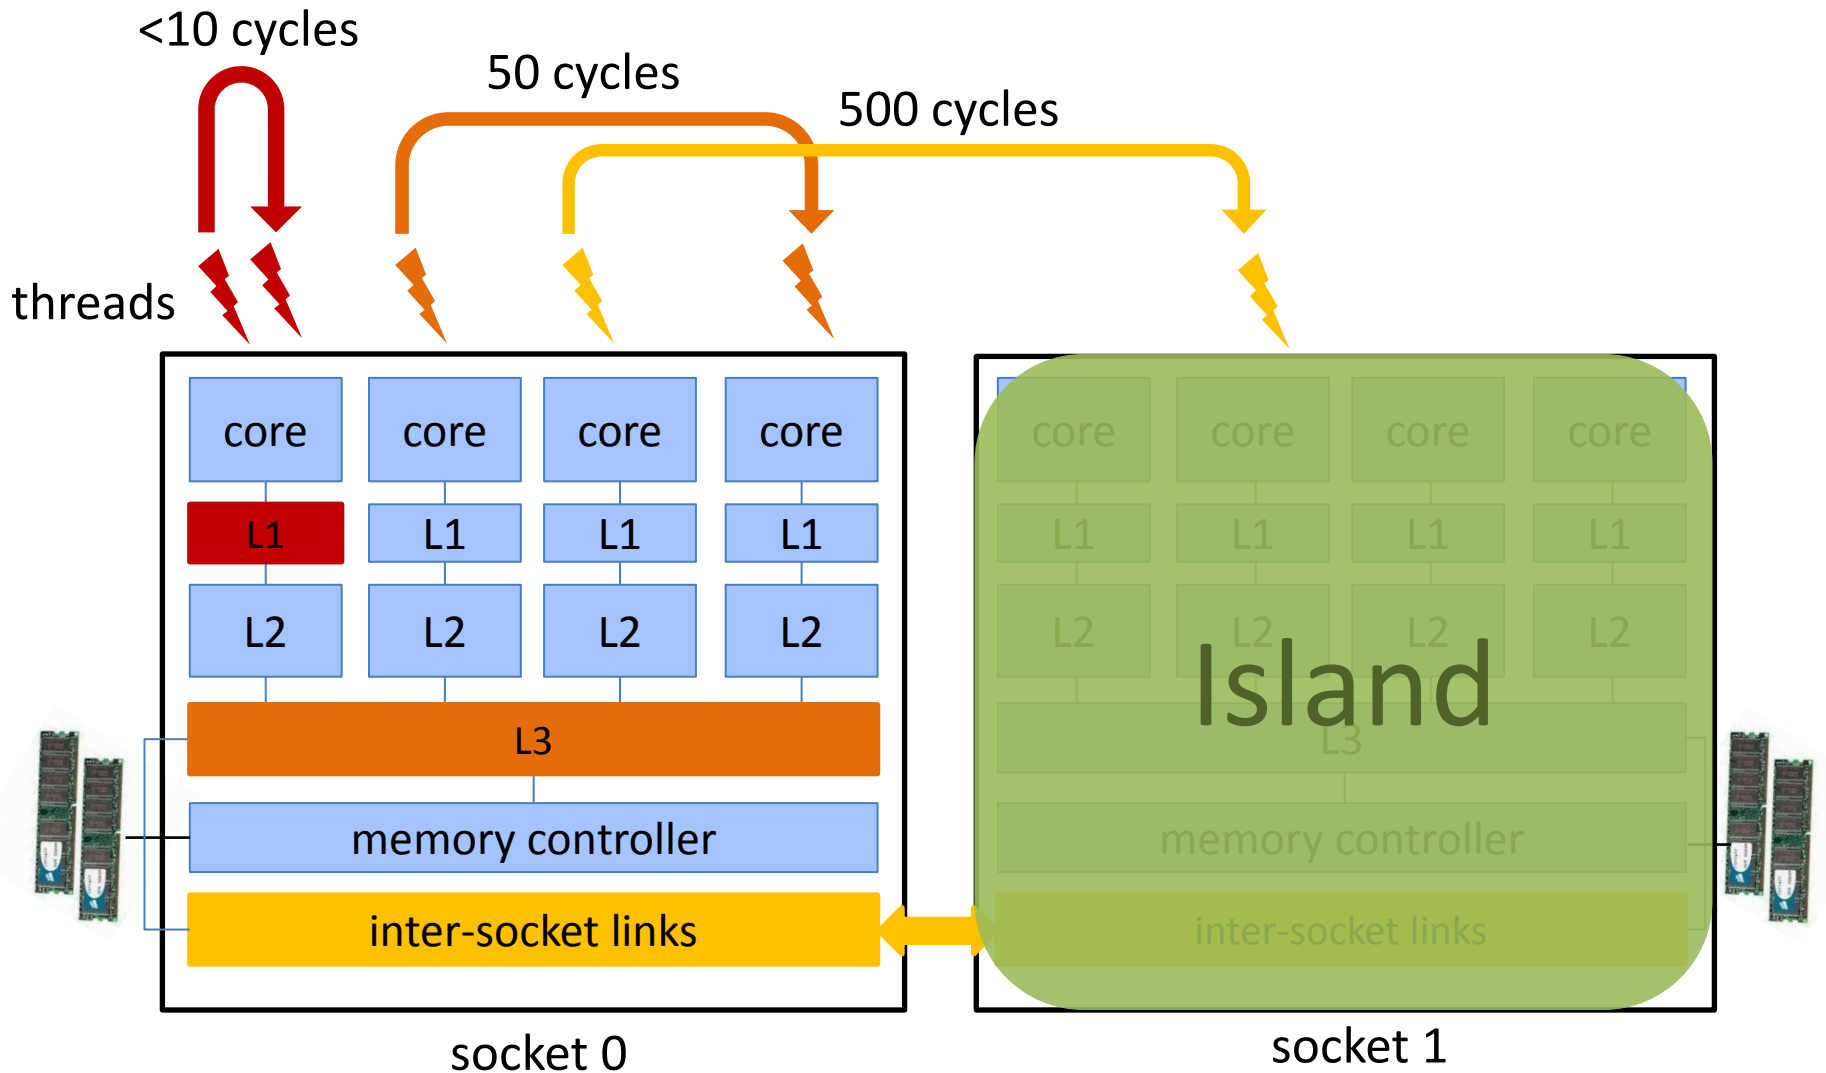 <10 cycles
50 cycles
500 cycles
threads
core core core core
L1 L1 L1 L1
L2 L2 L2 L2
L3
memory controller
inter-socket links
socket 0
core core core core
L1 L1 L1 L1
L2 L2 L2 L2
Island
L3
memory controller
inter-socket links
socket 1